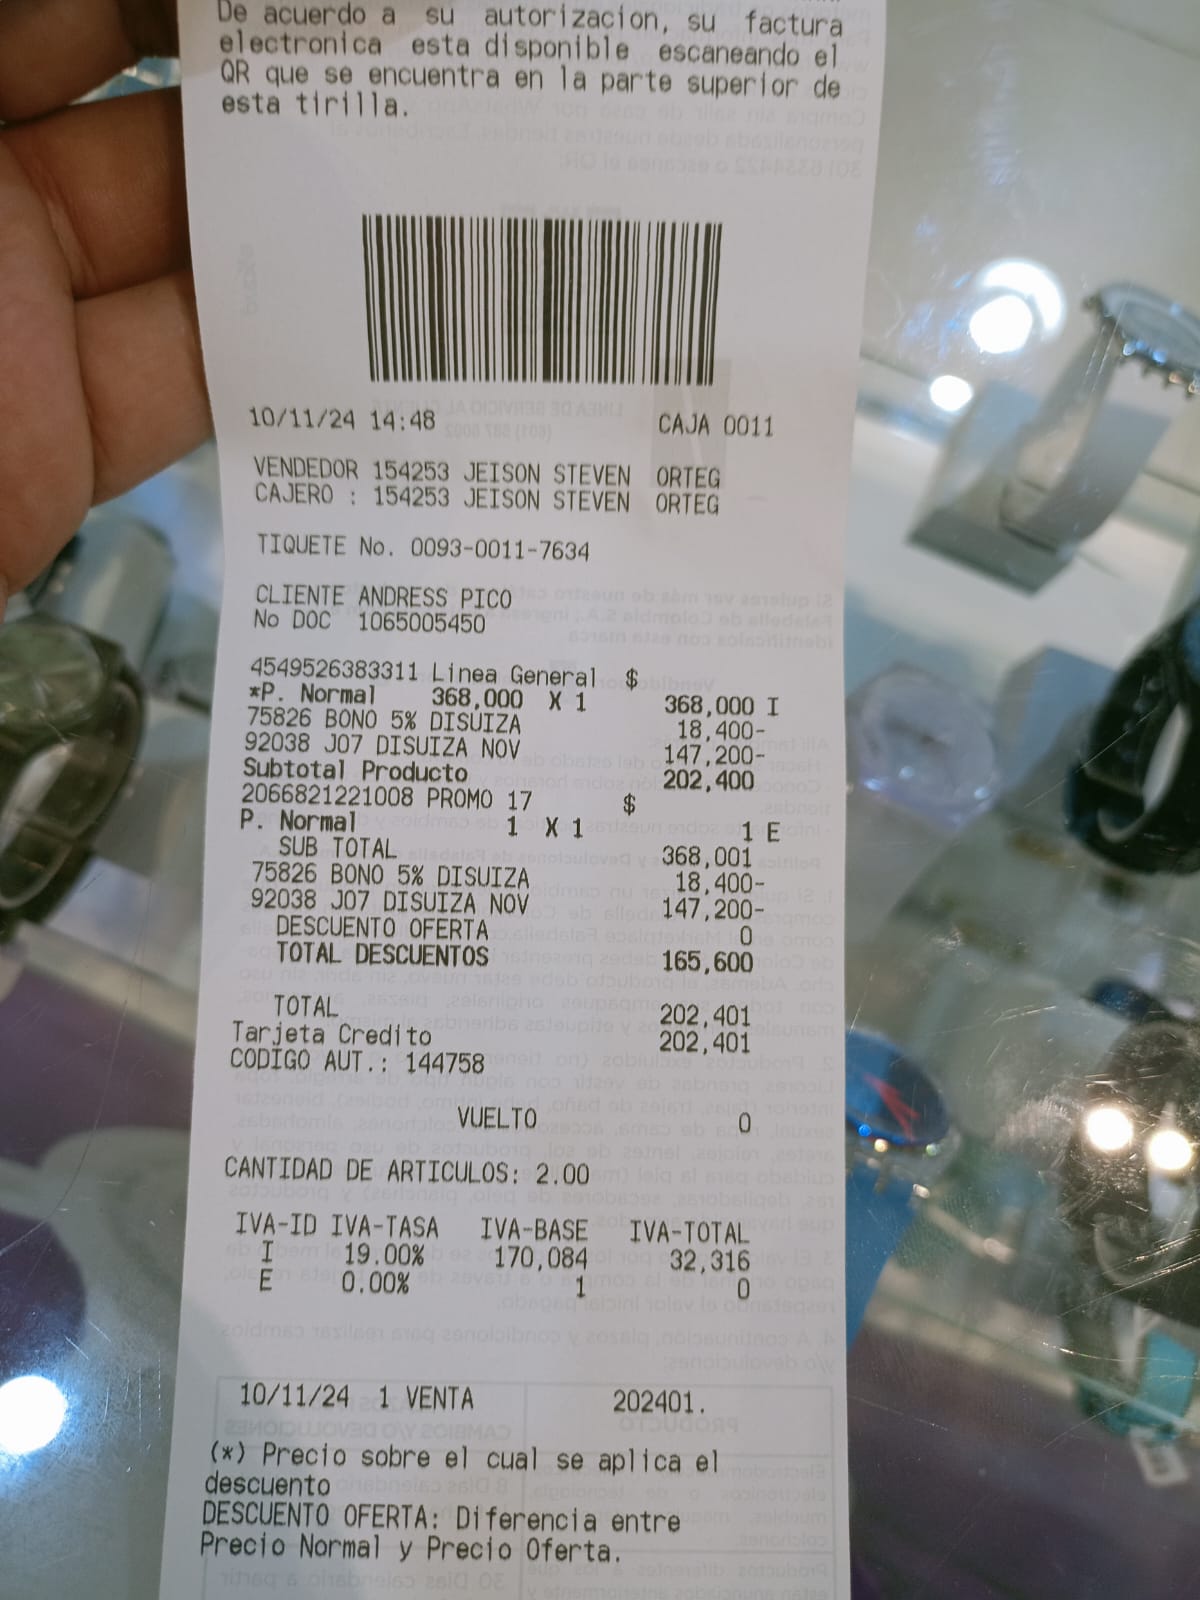 De acuerdo a su autorizacion, su factura
electronica esta disponible escaneando el
QR que se encuentra en la parte superior de
esta tirilla.
10/11/24 14:48 CAJA 0011
VENDEDOR 154253 JEISON STEVEN ORTEG
CAJERO : 154253 JEISON STEVEN ORTEG
TIQUETE No. 0093-0011-7634
CLIENTE ANDRESS PICO
No DOC 1065005450
4549526383311 Linea General $
*P. Normal 368,000 X 1 368,000 I
75826 BONO 5% DISUIZA 18,400-
92038 J07 DISUIZA NOV 147,200-
Subtotal Producto 202,400
2066821221008 PROMO 17 $
P. Normal 1 X 1 1 E
SUB TOTAL 368,001
75826 BONO 5% DISUIZA 18,400-
92038 J07 DISUIZA NOV 147,200-
DESCUENTO OFERTA 0
TOTAL DESCUENTOS 165,600
TOTAL 202,401
Tarjeta Credito 202,401
CODIGO AUT.: 144758
VUELTO 0
CANTIDAD DE ARTICULOS: 2.00
IVA-ID IVA-TASA IVA-BASE IVA-TOTAL
I 19.00% 170,084 32,316
E 0.00% 1 0
10/11/24 1 VENTA 202401.
(*) Precio sobre el cual se aplica el
descuento
DESCUENTO OFERTA: Diferencia entre
Precio Normal y Precio Oferta.